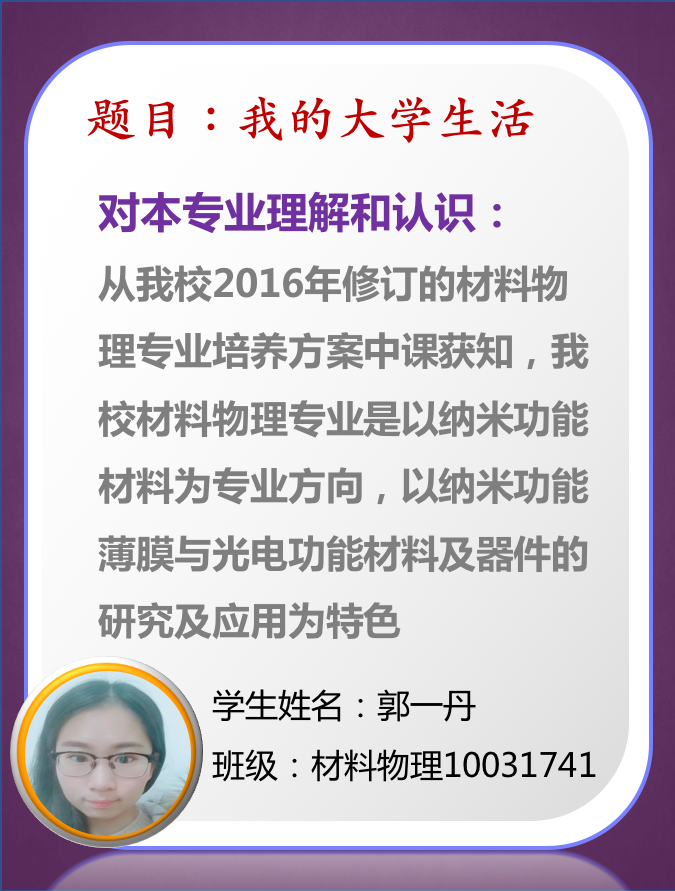 题目：我的大学生活
对本专业理解和认识：
从我校2016年修订的材料物
理专业培养方案中课获知，我
校材料物理专业是以纳米功能
材料为专业方向，以纳米功能
薄膜与光电功能材料及器件的
研究及应用为特色
学生姓名：郭一丹
班级：材料物理10031741